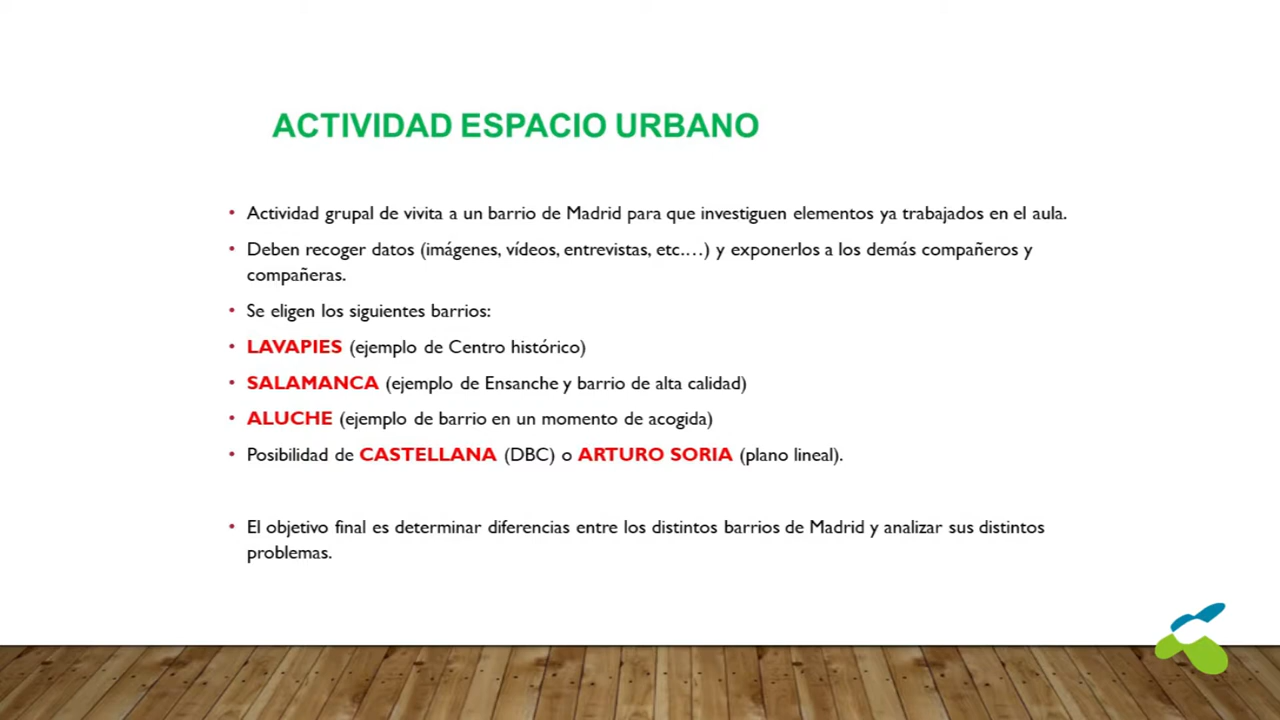 ACTIVIDAD ESPACIO URBANO
• Actividad grupal de vivita a un barrio de Madrid para que investiguen elementos ya trabajados en el aula.
• Deben recoger datos (imágenes, vídeos, entrevistas, etc.…) y exponerlos a los demás compañeros y
compañeras.
• Se eligen los siguientes barrios:
• LAVAPIES (ejemplo de Centro histórico)
• SALAMANCA (ejemplo de Ensanche y barrio de alta calidad)
• ALUCHE (ejemplo de barrio en un momento de acogida)
• Posibilidad de CASTELLANA (DBC) o ARTURO SORIA (plano lineal).
• El objetivo final es determinar diferencias entre los distintos barrios de Madrid y analizar sus distintos
problemas.